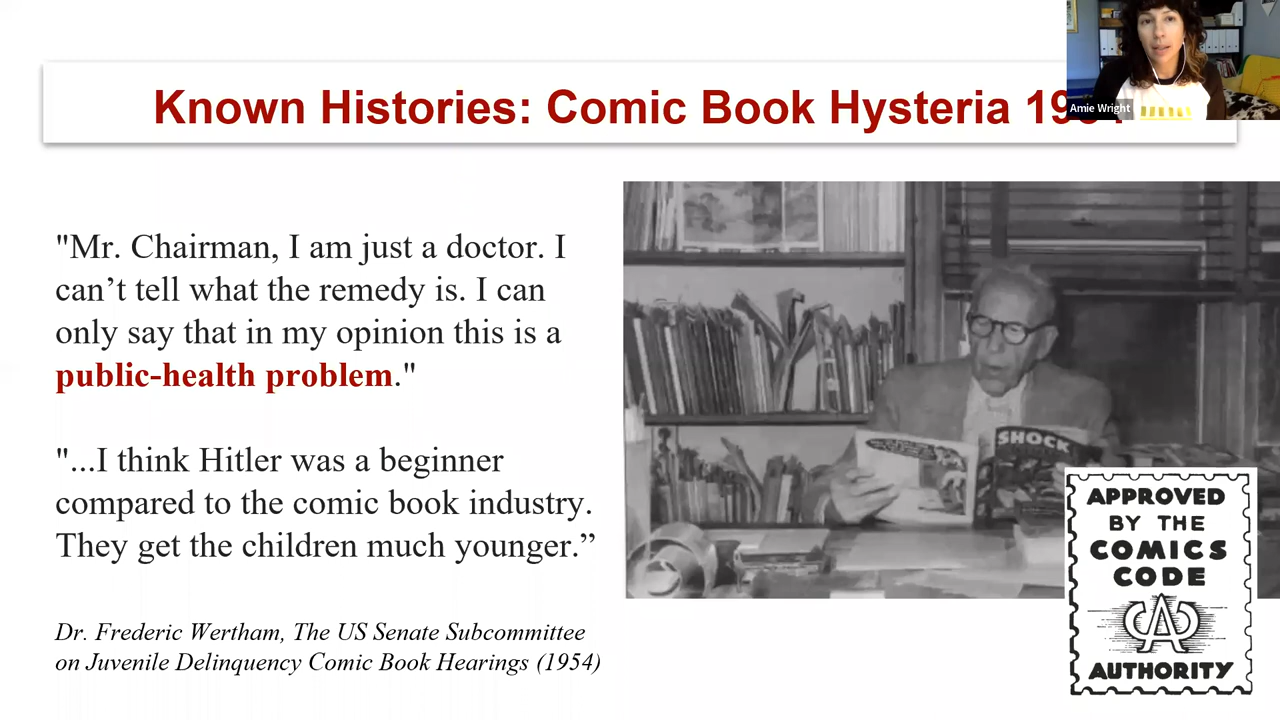 Known Histories: Comic Book Hysteria
Amie Wright
"Mr. Chairman, I am just a doctor. I
can’t tell what the remedy is. I can
only say that in my opinion this is a
public-health problem."
"...I think Hitler was a beginner
compared to the comic book industry.
They get the children much younger.”
Dr. Frederic Wertham, The US Senate Subcommittee
on Juvenile Delinquency Comic Book Hearings (1954)
SHOCK
APPROVED
BY THE
COMICS
CODE
CA
AUTHORITY